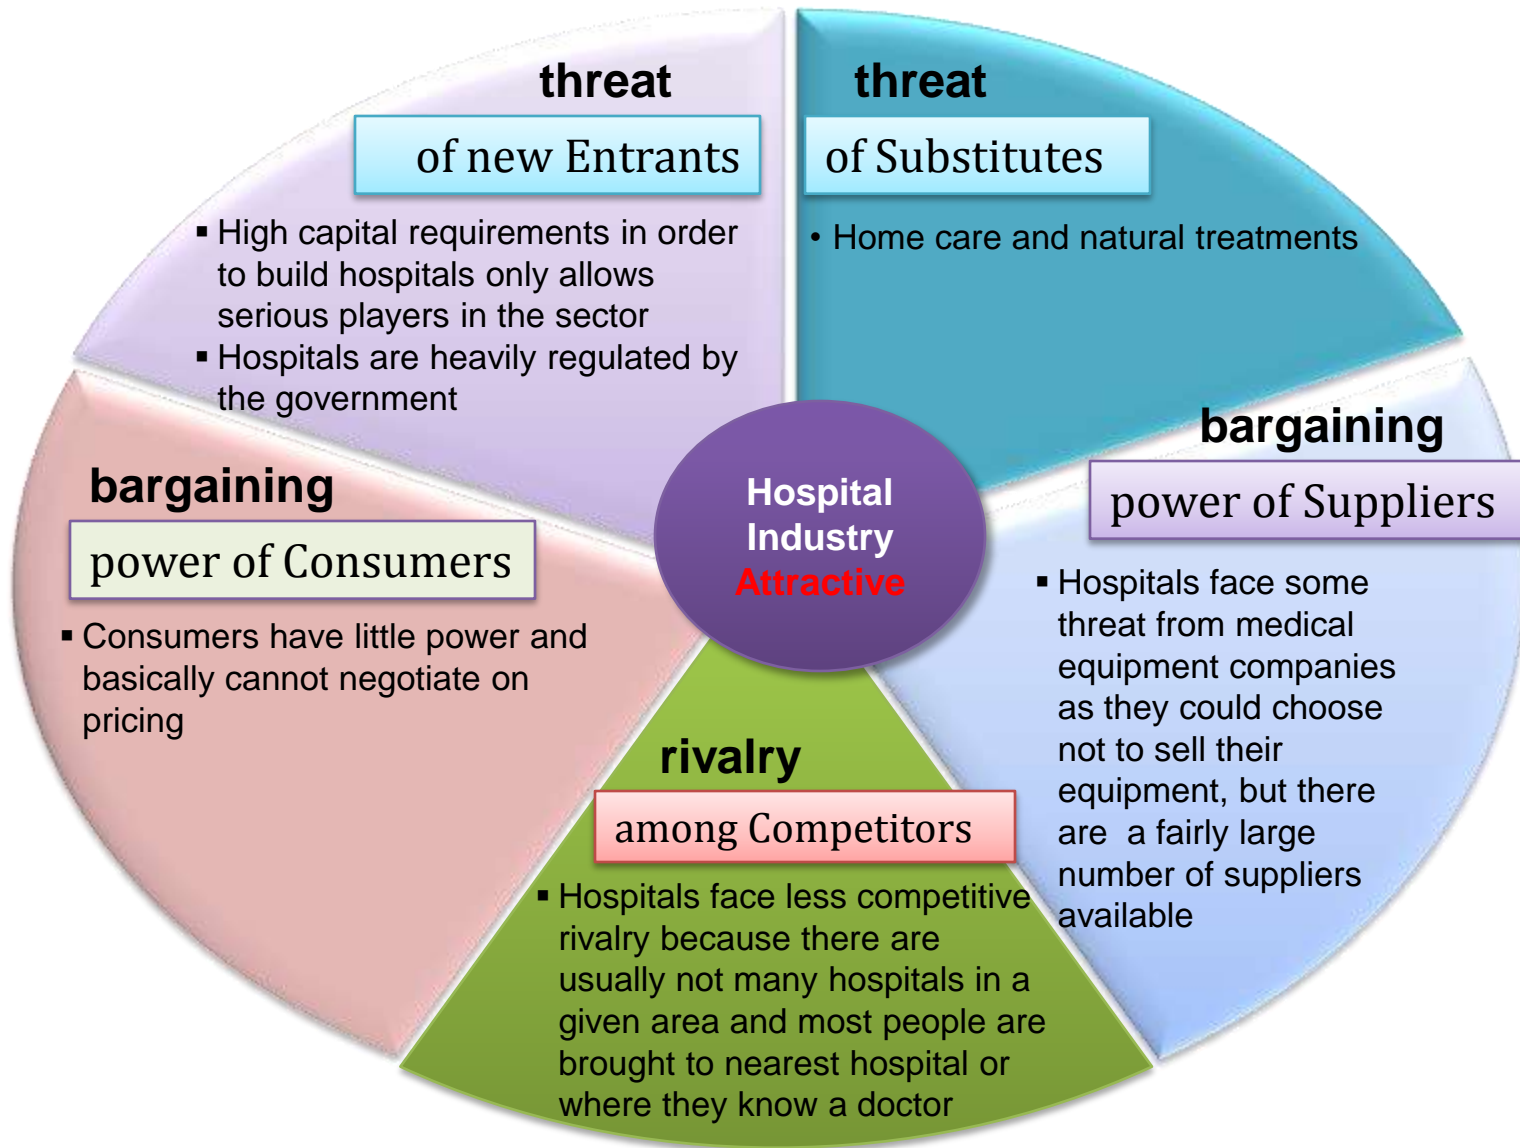 threat
of new Entrants
▪ High capital requirements in order
to build hospitals only allows
serious players in the sector
▪ Hospitals are heavily regulated by
the government
threat
of Substitutes
• Home care and natural treatments
bargaining
power of Consumers
▪ Consumers have little power and
basically cannot negotiate on
pricing
Hospital
Industry
Attractive
bargaining
power of Suppliers
▪ Hospitals face some
threat from medical
equipment companies
as they could choose
not to sell their
equipment, but there
are  a fairly large
number of suppliers
available
rivalry
among Competitors
▪ Hospitals face less competitive
rivalry because there are
usually not many hospitals in a
given area and most people are
brought to nearest hospital or
where they know a doctor